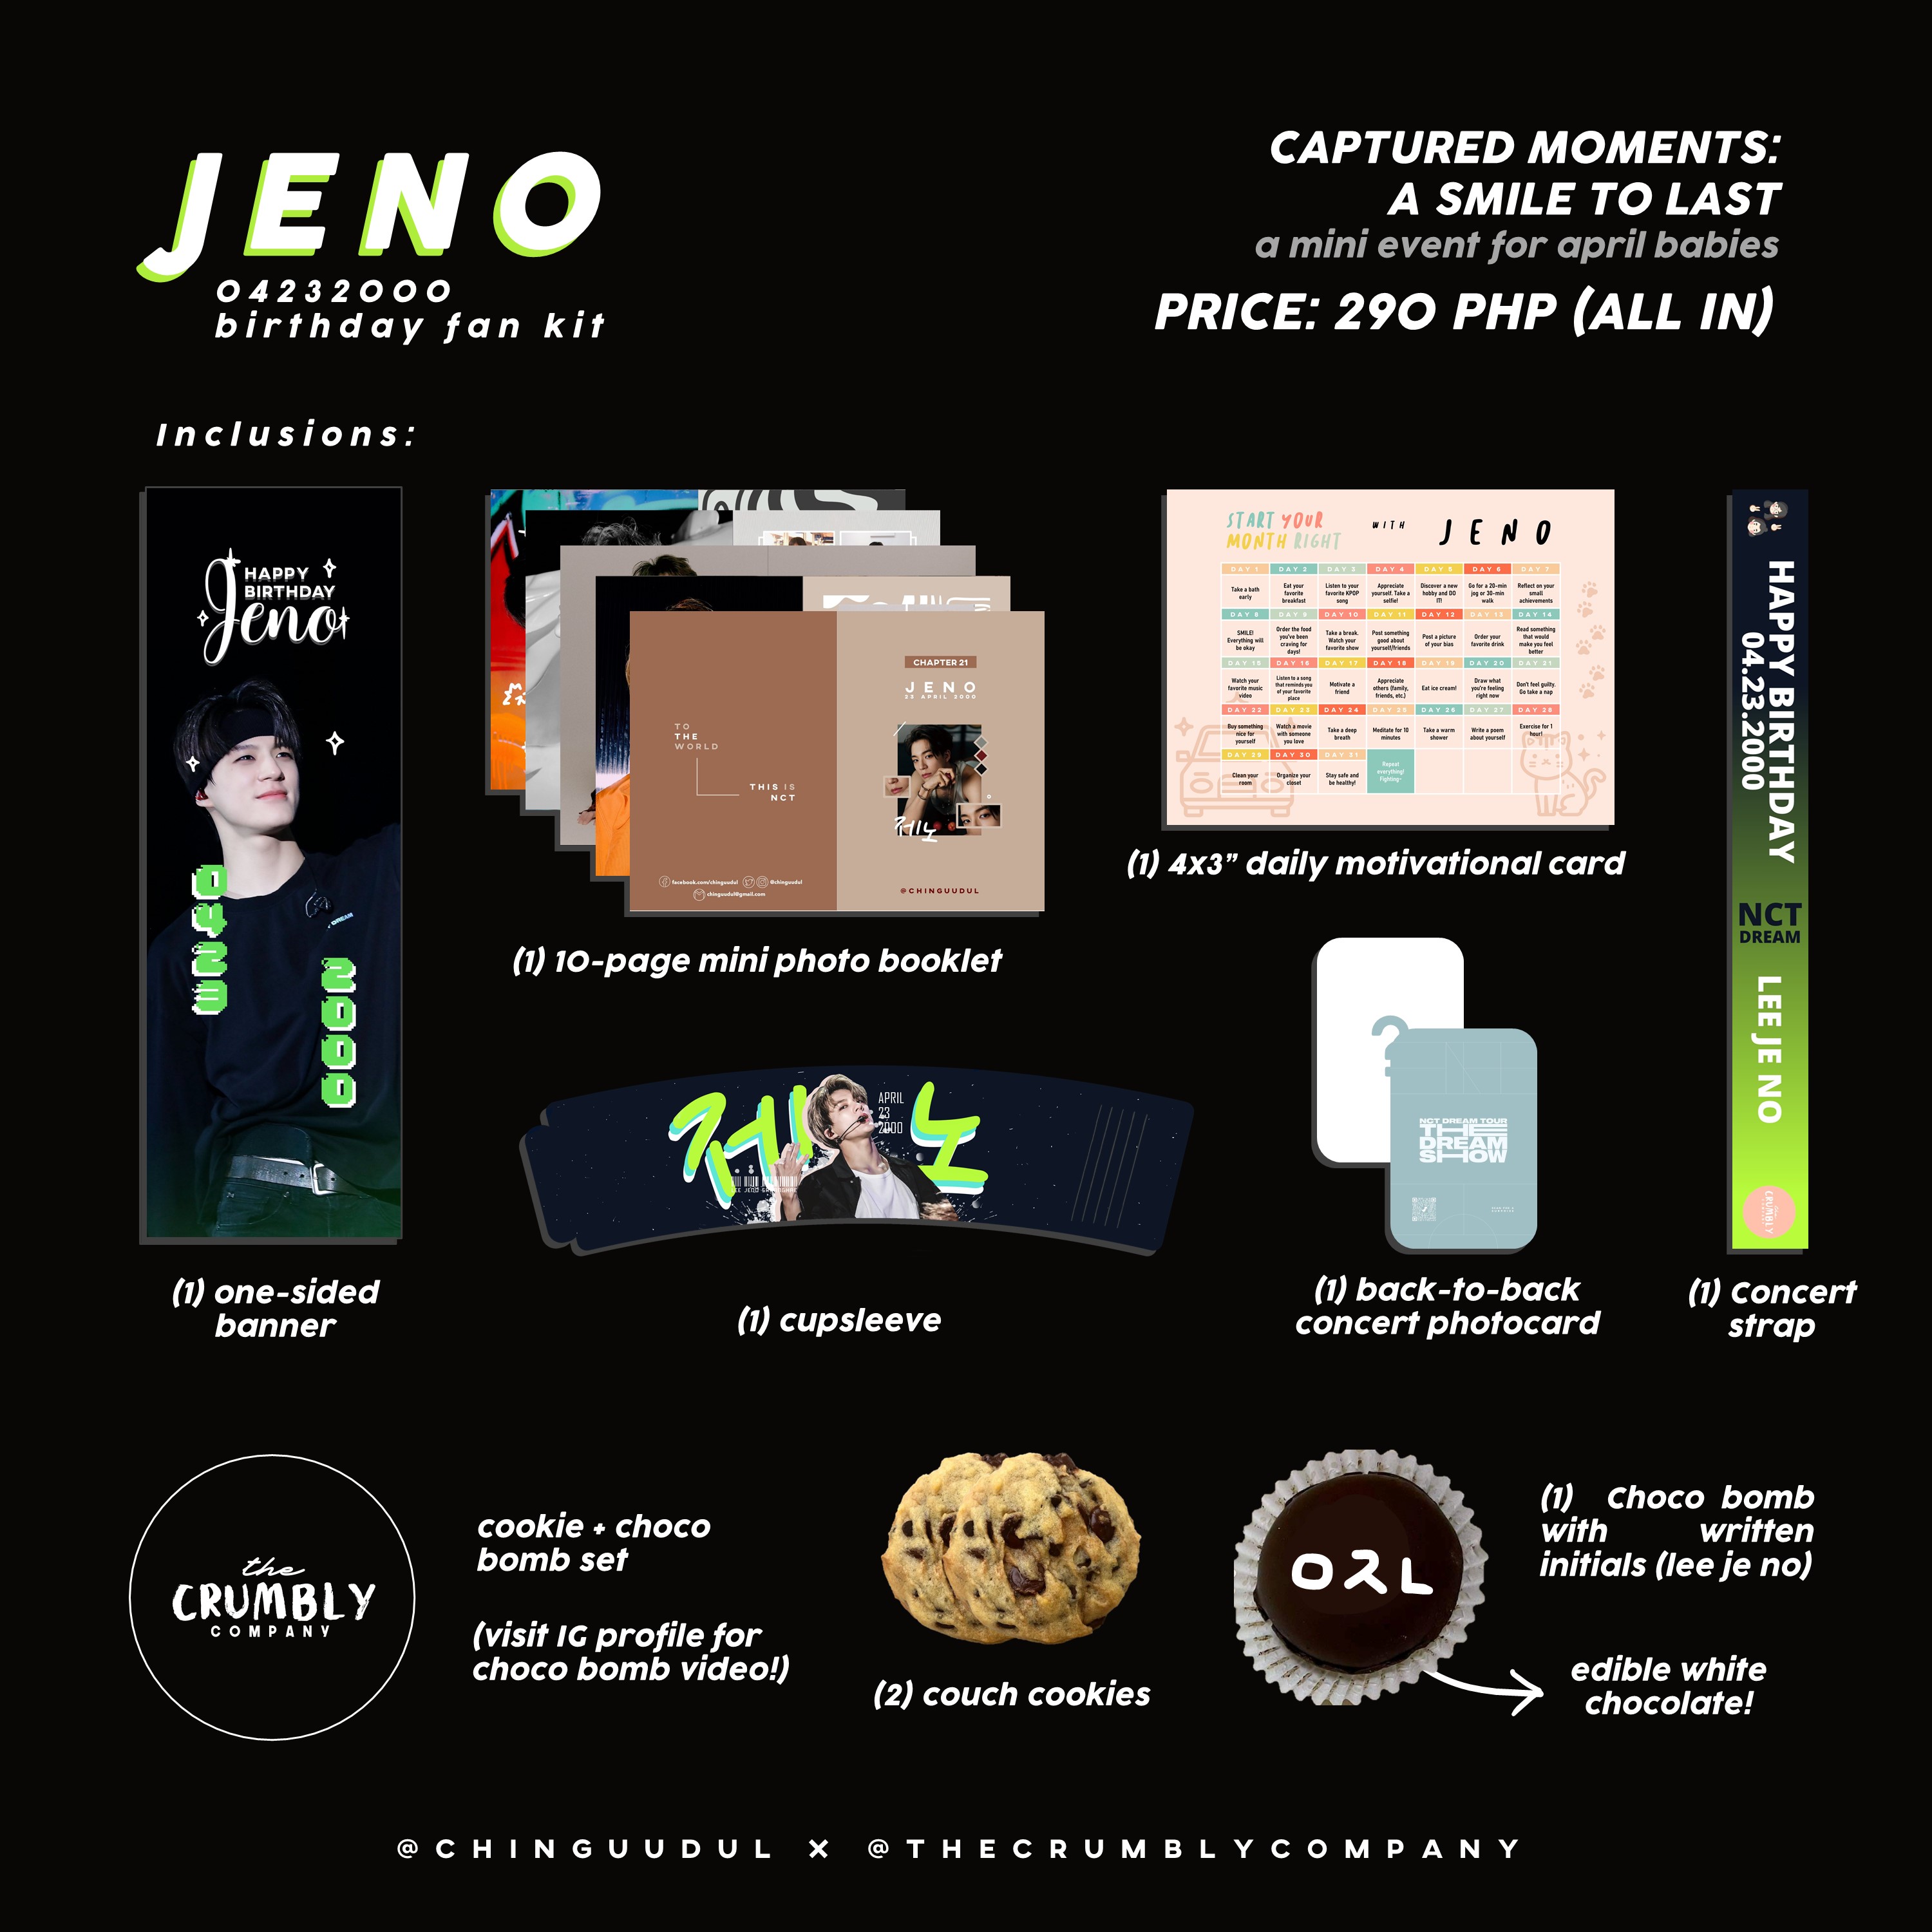 JENO
04232000
birthday fan kit
CAPTURED MOMENTS:
A SMILE TO LAST
a mini event for april babies
PRICE: 290 PHP (ALL IN)
Inclusions:
HAPPY
BIRTHDAY
Jeno
0423
2000
(1) one-sided
banner
TO
THE
WORLD
THIS IS
NCT
facebook.com/chinguudul
@chinguudul
chinguudul@gmail.com
CHAPTER 21
JENO
23 APRIL 2000
제노
@CHINGUUDUL
(1) 10-page mini photo booklet
START YOUR
MONTH RIGHT
WITH
JENO
DAY 1 DAY 2 DAY 3 DAY 4 DAY 5 DAY 6 DAY 7
Take a bath
early
Eat your
favorite
breakfast
Listen to your
favorite KPOP
song
Appreciate
yourself. Take a
selfie!
Discover a new
hobby and DO
IT!
Go for a 20-min
jog or 30-min
walk
Reflect on your
small
achievements
DAY 8 DAY 9 DAY 10 DAY 11 DAY 12 DAY 13 DAY 14
SMILE!
Everything will
be okay
Order the food
you've been
craving for
days!
Take a break.
Watch your
favorite show
Post something
good about
yourself/friends
Post a picture
of your bias
Order your
favorite drink
Read something
that would
make you feel
better
DAY 15 DAY 16 DAY 17 DAY 18 DAY 19 DAY 20 DAY 21
Watch your
favorite music
video
Listen to a song
that reminds you
of your favorite
place
Motivate a
friend
Appreciate
others (family,
friends, etc.)
Eat ice cream!
Draw what
you're feeling
right now
Don't feel guilty.
Go take a nap
DAY 22 DAY 23 DAY 24 DAY 25 DAY 26 DAY 27 DAY 28
Buy something
nice for
yourself
Watch a movie
with someone
you love
Take a deep
breath
Meditate for 10
minutes
Take a warm
shower
Write a poem
about yourself
Exercise for 1
hour!
DAY 29 DAY 30 DAY 31
Clean your
room
Organize your
closet
Stay safe and
be healthy!
Repeat
everything!
Fighting~
(1) 4x3" daily motivational card
제노
APRIL
23
2000
(1) cupsleeve
?
NCT DREAM TOUR
THE
DREAM
SHOW
(1) back-to-back
concert photocard
HAPPY BIRTHDAY
04.23.2000
NCT
DREAM
LEE JE NO
CRUMBLY
(1) Concert
strap
the
CRUMBLY
COMPANY
cookie + choco
bomb set
(visit IG profile for
choco bomb video!)
(2) couch cookies
ㅇㅈㄴ
(1) Choco bomb
with written
initials (lee je no)
edible white
chocolate!
@CHINGUUDUL × @THECRUMBLYCOMPANY